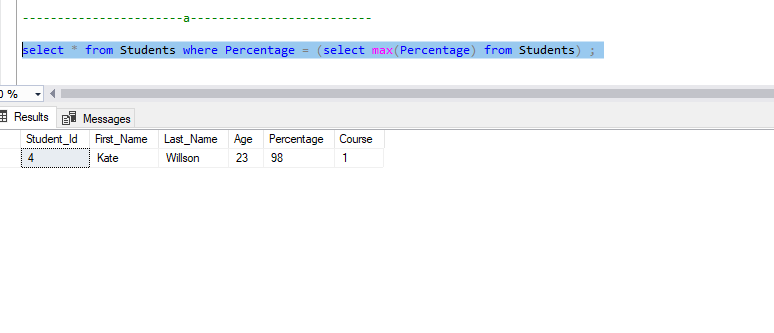 -----------------------a--------------------------
select * from Students where Percentage = (select max(Percentage) from Students) ;
0 %
Results Messages
Student_Id First_Name Last_Name Age Percentage Course
4 Kate Willson 23 98 1